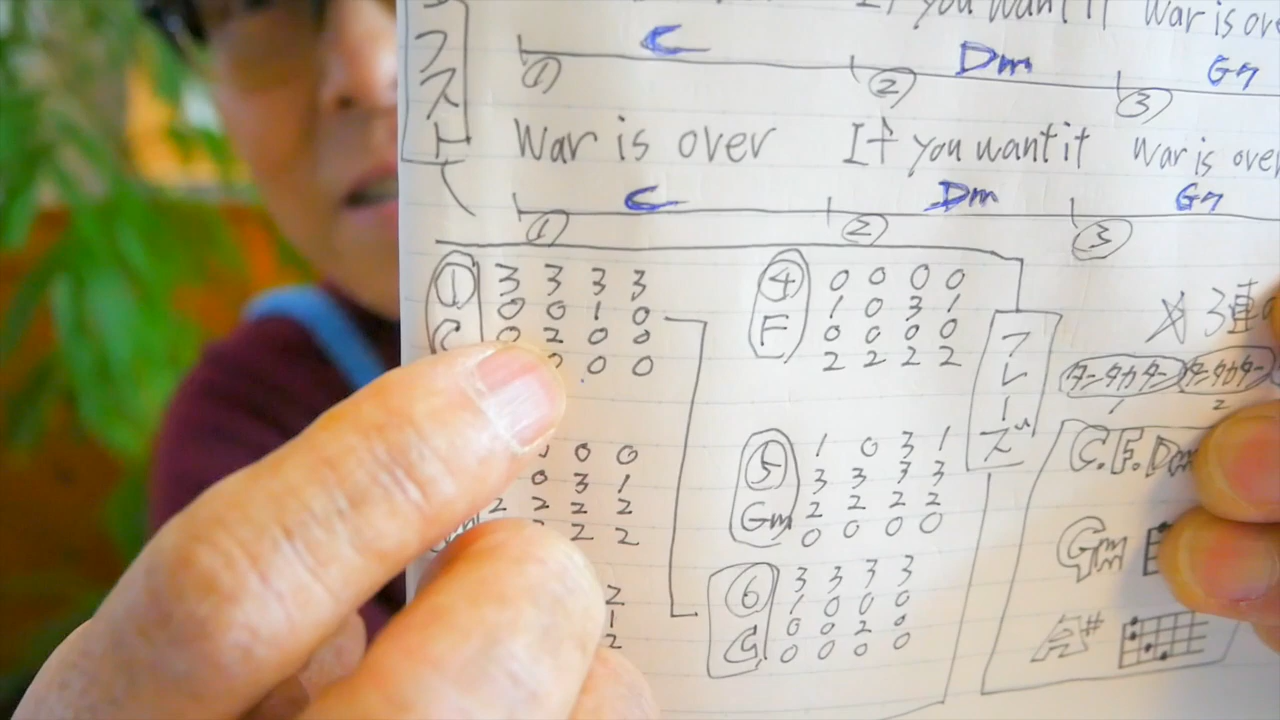 If you want it War is ove
C Dm G7
① ② ③
ラスト
War is over If you want it War is over
C Dm G7
① ② ③
① 3 3 3 3
0 0 1 0
0 2 0 0
0 0
C
④ 0 0 0 0
1 0 3 1
F 0 0 0 0
2 2 2 2
フレーズ
☆ 3連
タータカター タータカター
1 2
0 0
0 3 1
2 2 2 2
2 2
⑤ 1 0 3 1
3 3 3 3
2 2 2 2
Gm 0 0 0 0
C.F.Dm
Gm
2
1
2
⑥ 3 3 3 3
1 0 0 0
0 0 2 0
0 0 0 0
A#